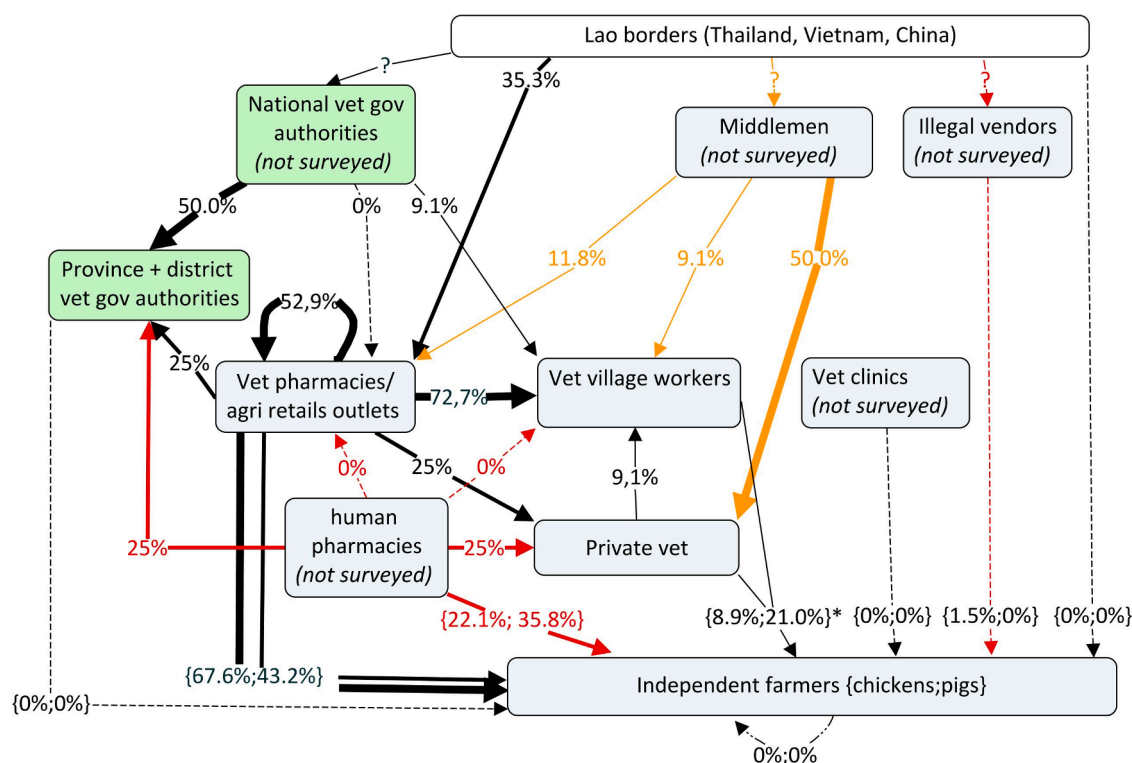 Lao borders (Thailand, Vietnam, China)
?
35.3%
?
?
National vet gov
authorities
(not surveyed)
Middlemen
(not surveyed)
Illegal vendors
(not surveyed)
50.0%
0%
9.1%
11.8%
9.1%
50.0%
Province + district
vet gov authorities
52,9%
25%
Vet pharmacies/
agri retails outlets
72,7%
Vet village workers
Vet clinics
(not surveyed)
0%
25%
0%
9,1%
human
pharmacies
(not surveyed)
25%
25%
Private vet
{22.1%; 35.8%}
{8.9%;21.0%}*
{0%;0%}
{1.5%;0%}
{0%;0%}
{67.6%;43.2%}
Independent farmers {chickens;pigs}
{0%;0%}
0%;0%